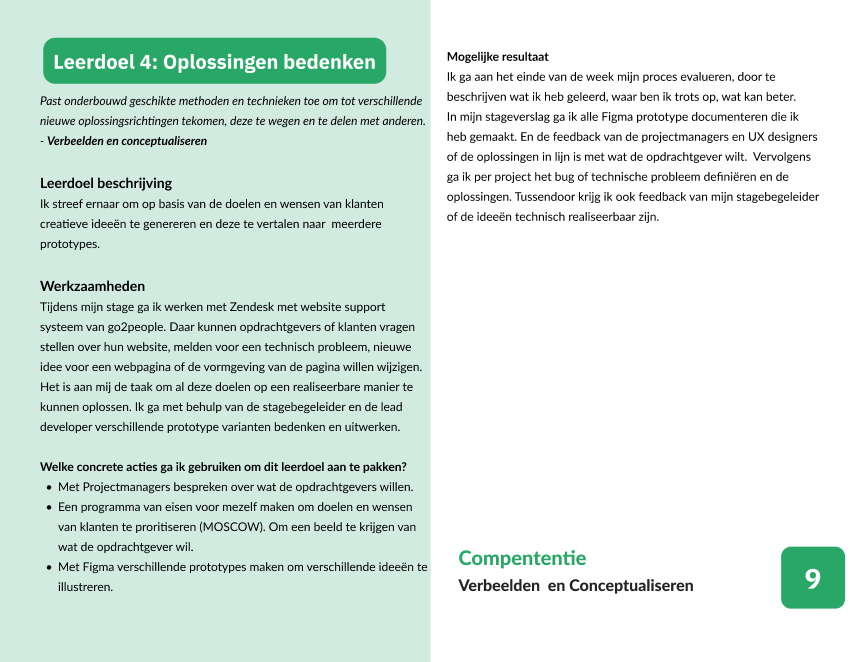 Leerdoel 4: Oplossingen bedenken
Past onderbouwd geschikte methoden en technieken toe om tot verschillende
nieuwe oplossingsrichtingen tekomen, deze te wegen en te delen met anderen.
- Verbeelden en conceptualiseren
Leerdoel beschrijving
Ik streef ernaar om op basis van de doelen en wensen van klanten
creatieve ideeën te genereren en deze te vertalen naar  meerdere
prototypes.
Werkzaamheden
Tijdens mijn stage ga ik werken met Zendesk met website support
systeem van go2people. Daar kunnen opdrachtgevers of klanten vragen
stellen over hun website, melden voor een technisch probleem, nieuwe
idee voor een webpagina of de vormgeving van de pagina willen wijzigen.
Het is aan mij de taak om al deze doelen op een realiseerbare manier te
kunnen oplossen. Ik ga met behulp van de stagebegeleider en de lead
developer verschillende prototype varianten bedenken en uitwerken.
Welke concrete acties ga ik gebruiken om dit leerdoel aan te pakken?
• Met Projectmanagers bespreken over wat de opdrachtgevers willen.
• Een programma van eisen voor mezelf maken om doelen en wensen
van klanten te proritiseren (MOSCOW). Om een beeld te krijgen van
wat de opdrachtgever wil.
• Met Figma verschillende prototypes maken om verschillende ideeën te
illustreren.
Mogelijke resultaat
Ik ga aan het einde van de week mijn proces evalueren, door te
beschrijven wat ik heb geleerd, waar ben ik trots op, wat kan beter.
In mijn stageverslag ga ik alle Figma prototype documenteren die ik
heb gemaakt. En de feedback van de projectmanagers en UX designers
of de oplossingen in lijn is met wat de opdrachtgever wilt.  Vervolgens
ga ik per project het bug of technische probleem definiëren en de
oplossingen. Tussendoor krijg ik ook feedback van mijn stagebegeleider
of de ideeën technisch realiseerbaar zijn.
Compententie
Verbeelden  en Conceptualiseren
9